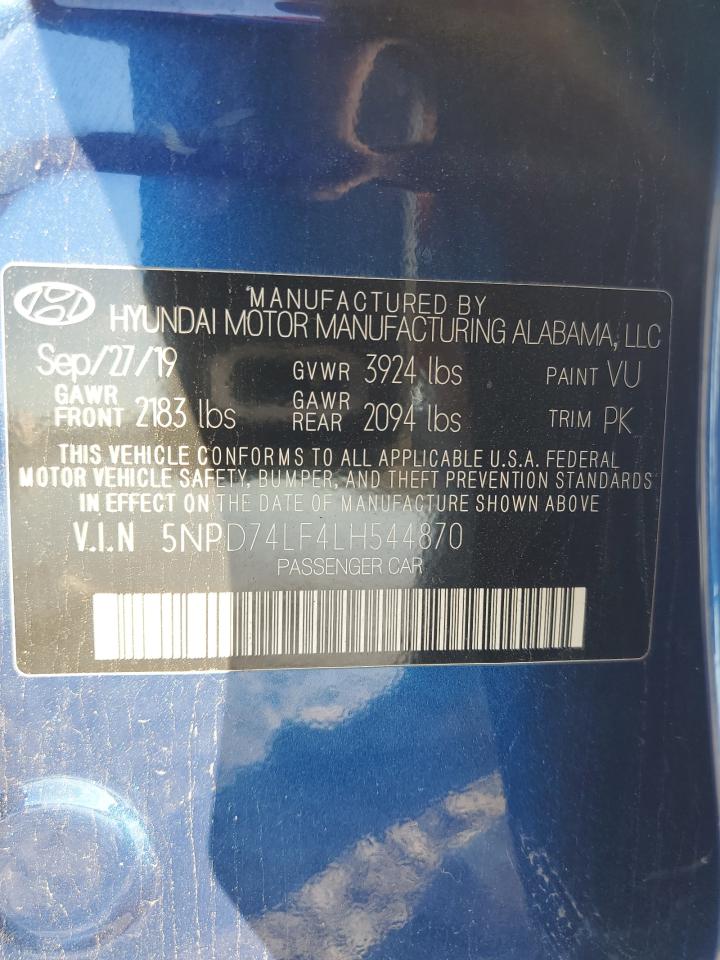 MANUFACTURED BY
HYUNDAI MOTOR MANUFACTURING ALABAMA, LLC
Sep/27/19 GVWR 3924 lbs PAINT VU
GAWR FRONT 2183 lbs GAWR REAR 2094 lbs TRIM PK
THIS VEHICLE CONFORMS TO ALL APPLICABLE U.S.A. FEDERAL
MOTOR VEHICLE SAFETY, BUMPER, AND THEFT PREVENTION STANDARDS
IN EFFECT ON THE DATE OF MANUFACTURE SHOWN ABOVE
V.I.N 5NPD74LF4LH544870
PASSENGER CAR